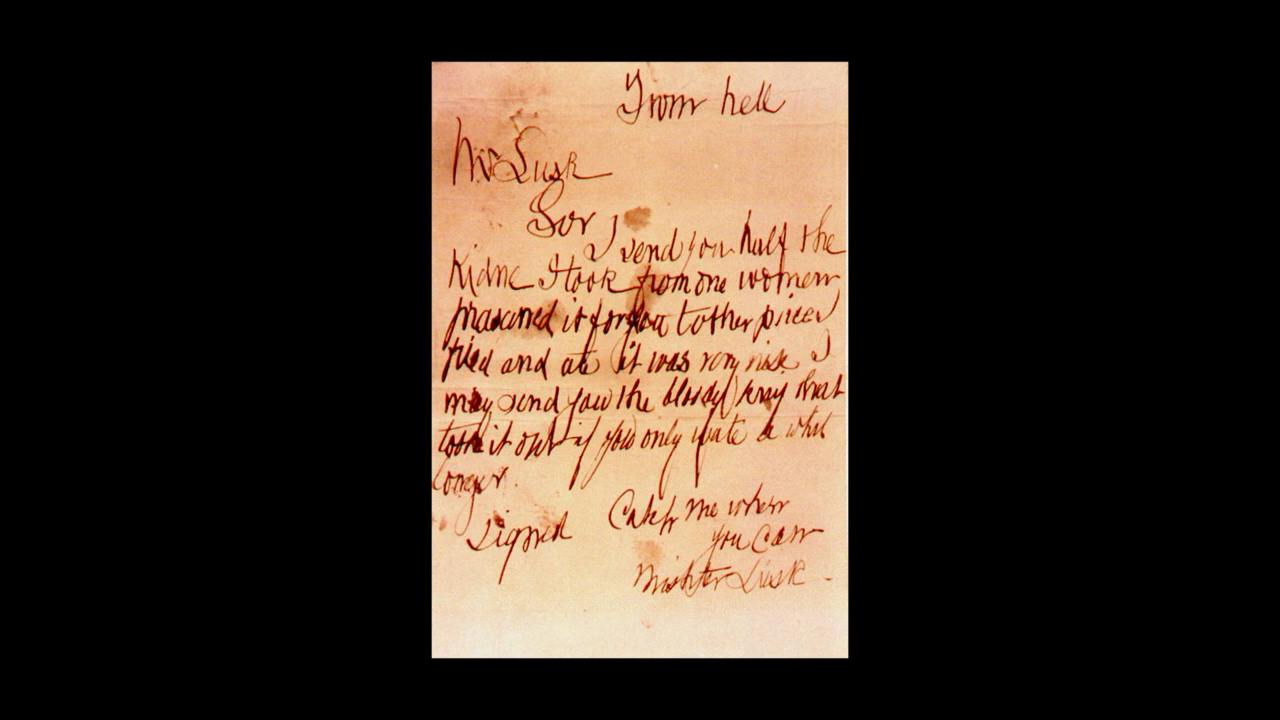 From hell
Mr Lusk
Sor
I send you half the
Kidne I took from one women
prasarved it for you tother piece I
fried and ate it was very nise I
may send you the bloody knif that
took it out if you only wate a whil
longer.
signed
Catch me when
you Can
Mishter Lusk.